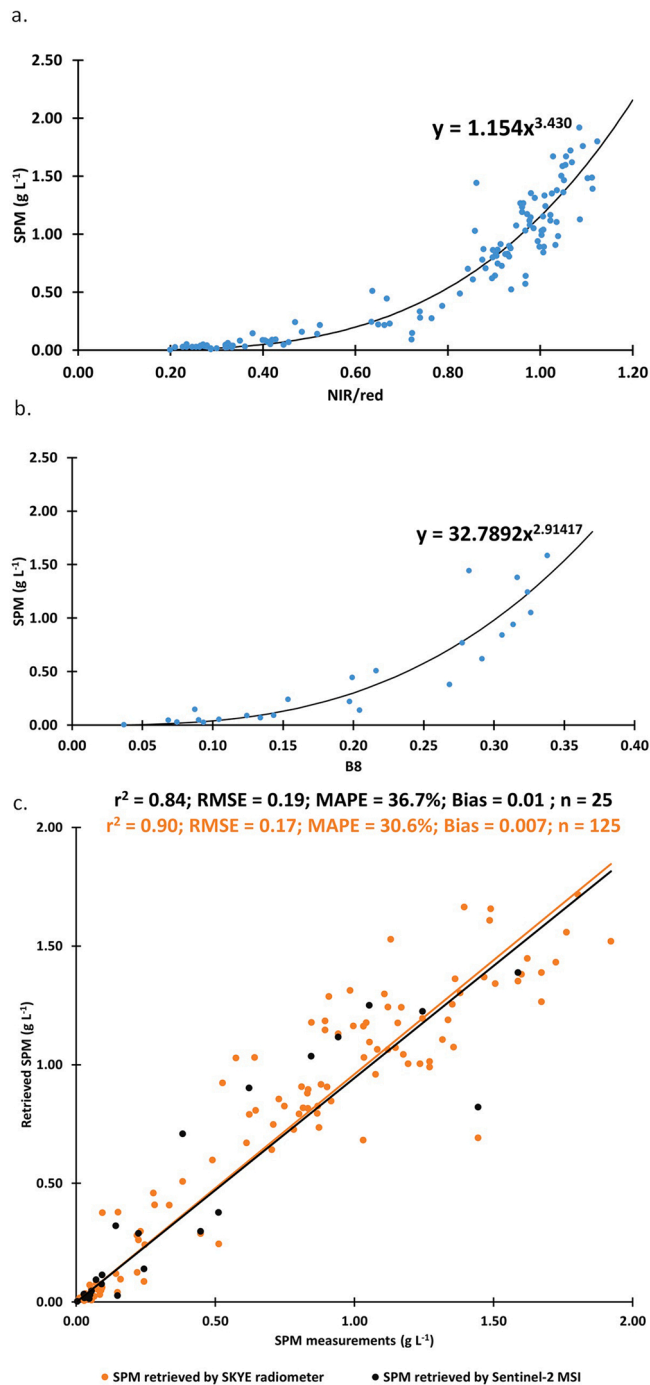 a.
2.50
2.00
1.50
1.00
0.50
0.00
SPM (g L⁻¹)
y = 1.154x^3.430
0.00 0.20 0.40 0.60 0.80 1.00 1.20
NIR/red
b.
2.50
2.00
1.50
1.00
0.50
0.00
SPM (g L⁻¹)
y = 32.7892x^2.91417
0.00 0.05 0.10 0.15 0.20 0.25 0.30 0.35 0.40
B8
c.
r² = 0.84; RMSE = 0.19; MAPE = 36.7%; Bias = 0.01 ; n = 25
r² = 0.90; RMSE = 0.17; MAPE = 30.6%; Bias = 0.007; n = 125
2.00
1.50
1.00
0.50
0.00
Retrieved SPM (g L⁻¹)
0.00 0.50 1.00 1.50 2.00
SPM measurements (g L⁻¹)
SPM retrieved by SKYE radiometer SPM retrieved by Sentinel-2 MSI